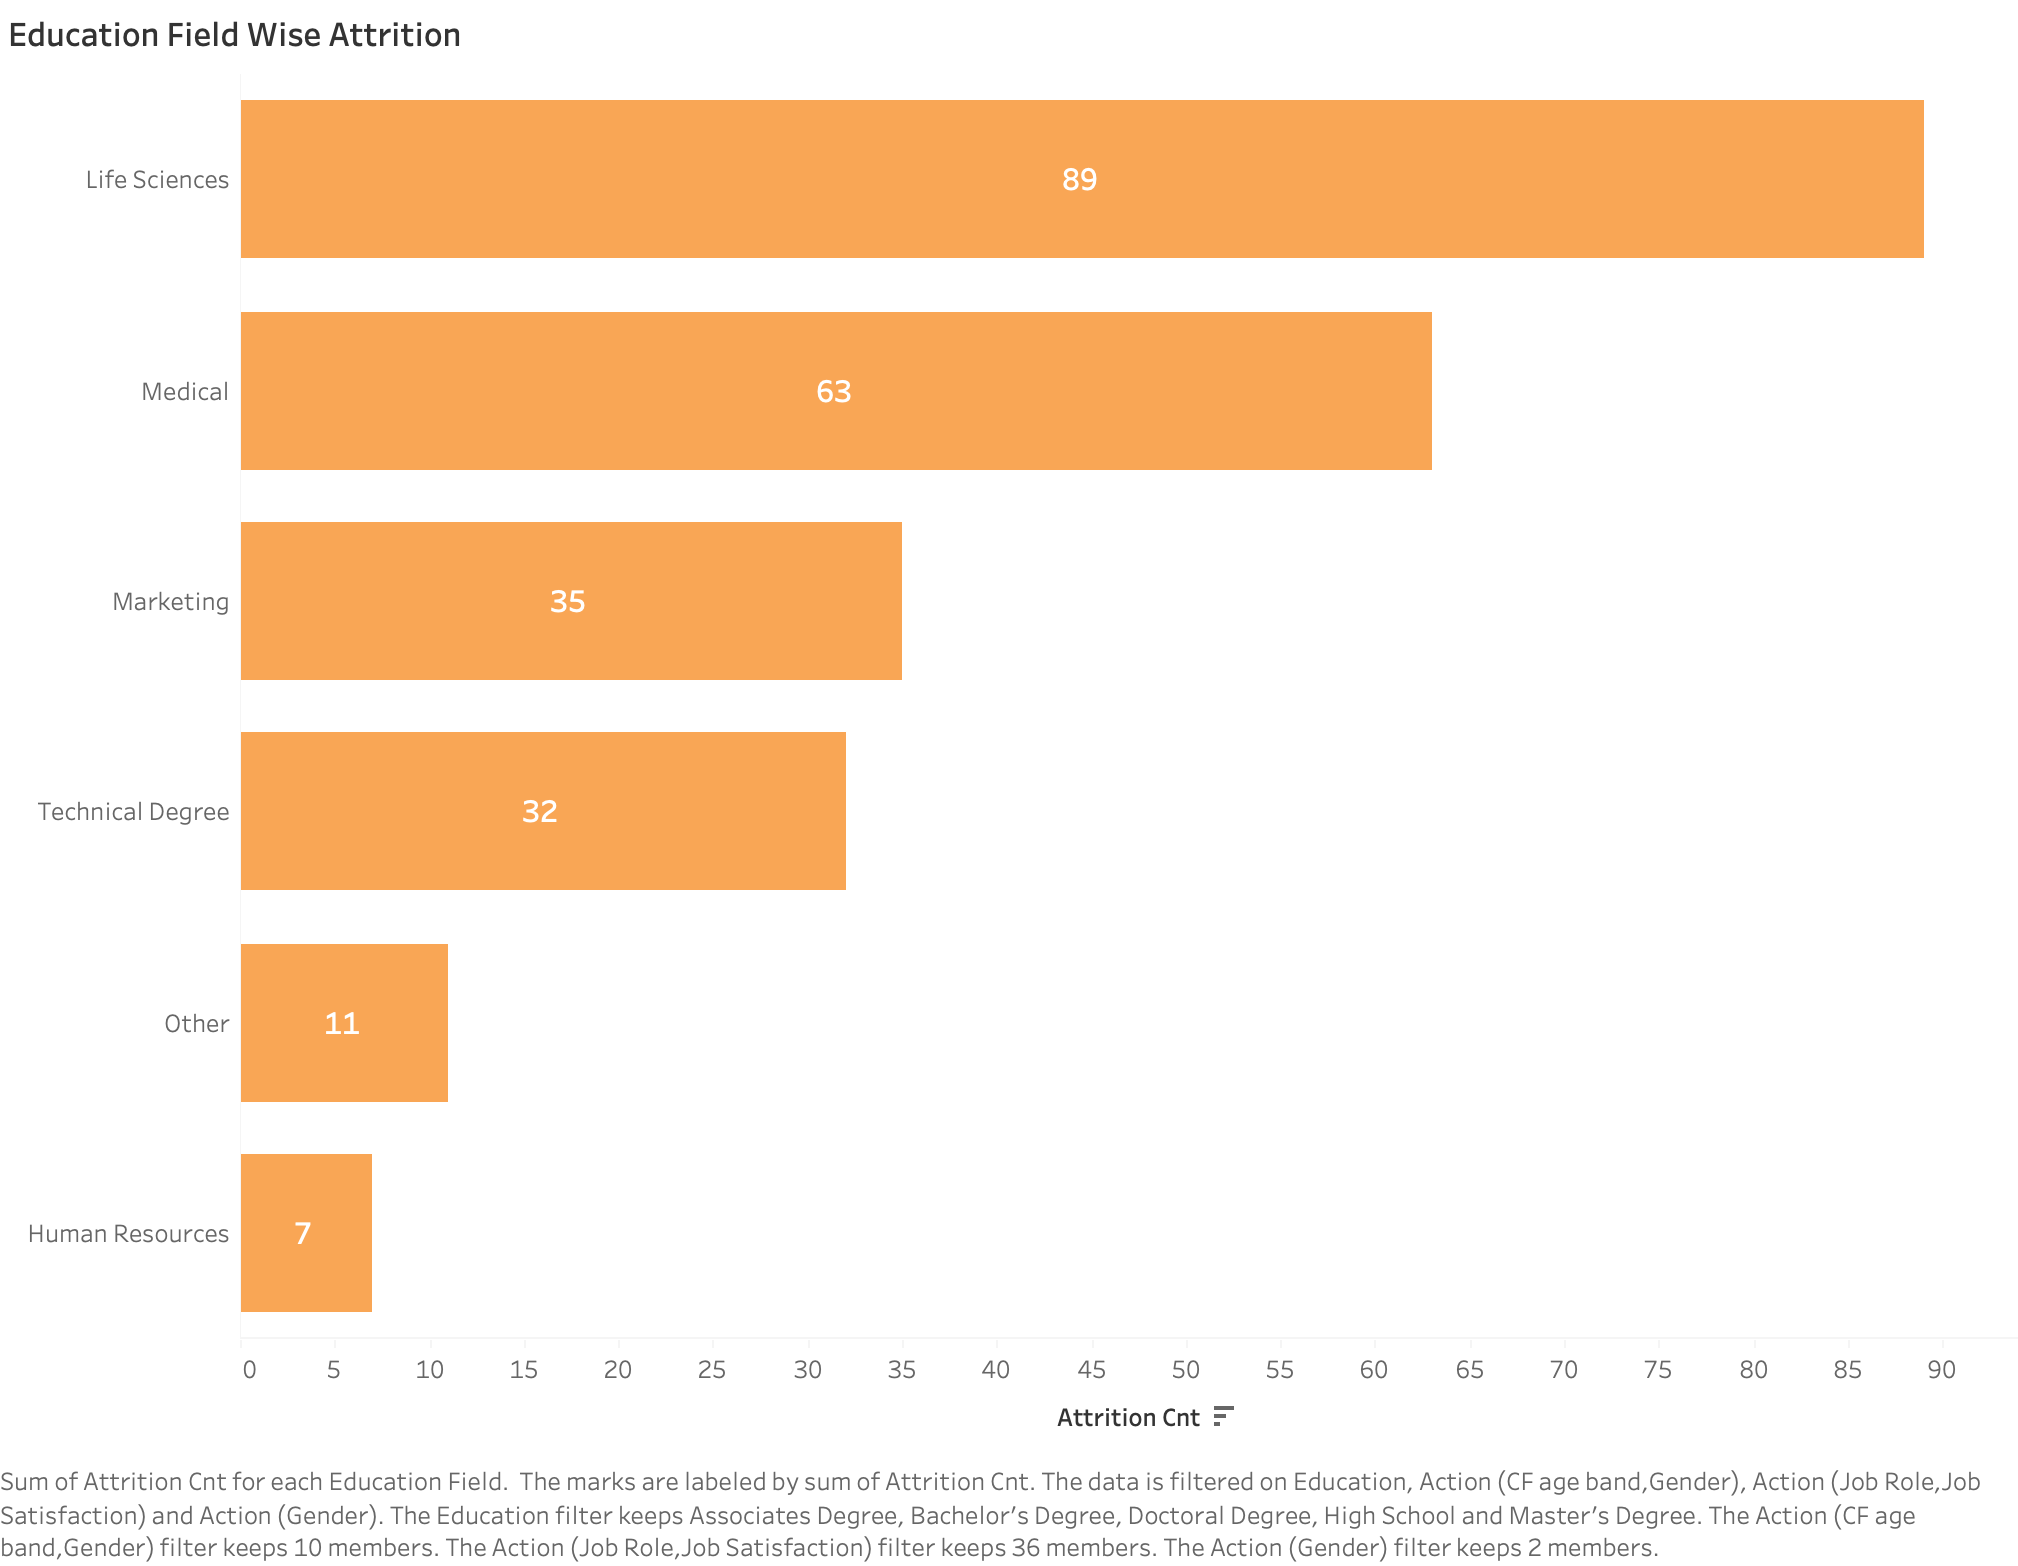 Education Field Wise Attrition
Life Sciences
89
Medical
63
Marketing
35
Technical Degree
32
Other
11
Human Resources
7
0 5 10 15 20 25 30 35 40 45 50 55 60 65 70 75 80 85 90
Attrition Cnt
Sum of Attrition Cnt for each Education Field.  The marks are labeled by sum of Attrition Cnt. The data is filtered on Education, Action (CF age band,Gender), Action (Job Role,Job
Satisfaction) and Action (Gender). The Education filter keeps Associates Degree, Bachelor's Degree, Doctoral Degree, High School and Master's Degree. The Action (CF age
band,Gender) filter keeps 10 members. The Action (Job Role,Job Satisfaction) filter keeps 36 members. The Action (Gender) filter keeps 2 members.